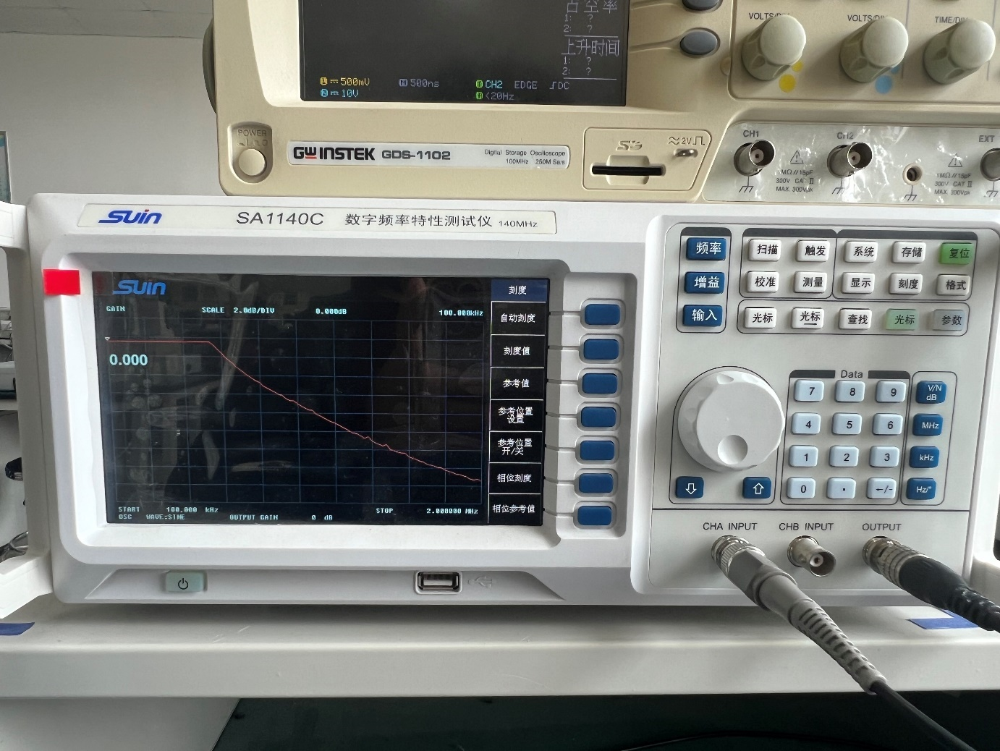 占空率
1: ?
2: ?
上升时间
1: ?
2: ?
1 500mV
500ns
CH2 EDGE DC
2 10V
<20Hz
VOLTS/DIV
VOLTS/DIV
TIME/DIV
POWER
GW INSTEK GDS-1102
Digital Storage Oscilloscope
100MHz 250M Sa/s
SD
≈2V
CH1
CH2
EXT
1MΩ//15pF
300V CAT II
MAX. 300Vpk
1MΩ//15pF
300V CAT II
MAX. 300Vpk
SUIN SA1140C 数字频率特性测试仪 140MHz
SUIN
GAIN SCALE 2.0dB/DIV 0.000dB 100.000kHz
0.000
START 100.000 kHz STOP 2.000000 MHz
OSC WAVE:SINE OUTPUT GAIN 0 dB
刻度
自动刻度
刻度值
参考值
参考位置
设置
参考位置
开/关
相位刻度
相位参考值
频率
增益
输入
扫描 触发 系统 存储 复位
校准 测量 显示 刻度 格式
光标 光标 查找 光标 参数
Data
7 8 9 V/N dB
4 5 6 MHz
1 2 3 kHz
0 . ←/- Hz/°
CHA INPUT CHB INPUT OUTPUT